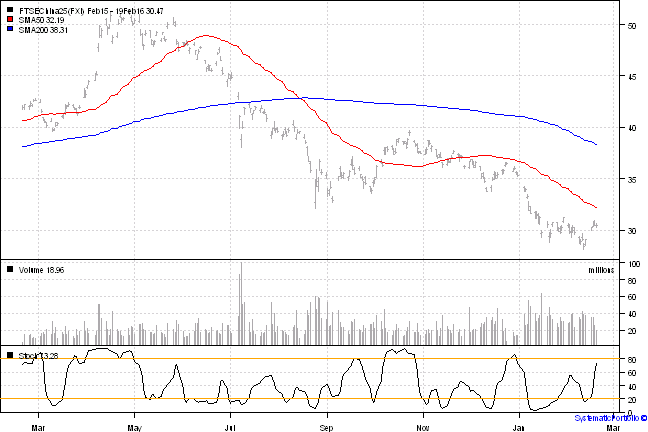 FTSEChina25(FXI) Feb15 - 19Feb16 30.47
SMA50 32.19
SMA200 38.31
50
45
40
35
30
Volume 18.96
millions
100
80
60
40
20
Stoch 73.28
80
60
40
20
0
Mar May Jul Sep Nov Jan Mar
SystematicPortfolio ©